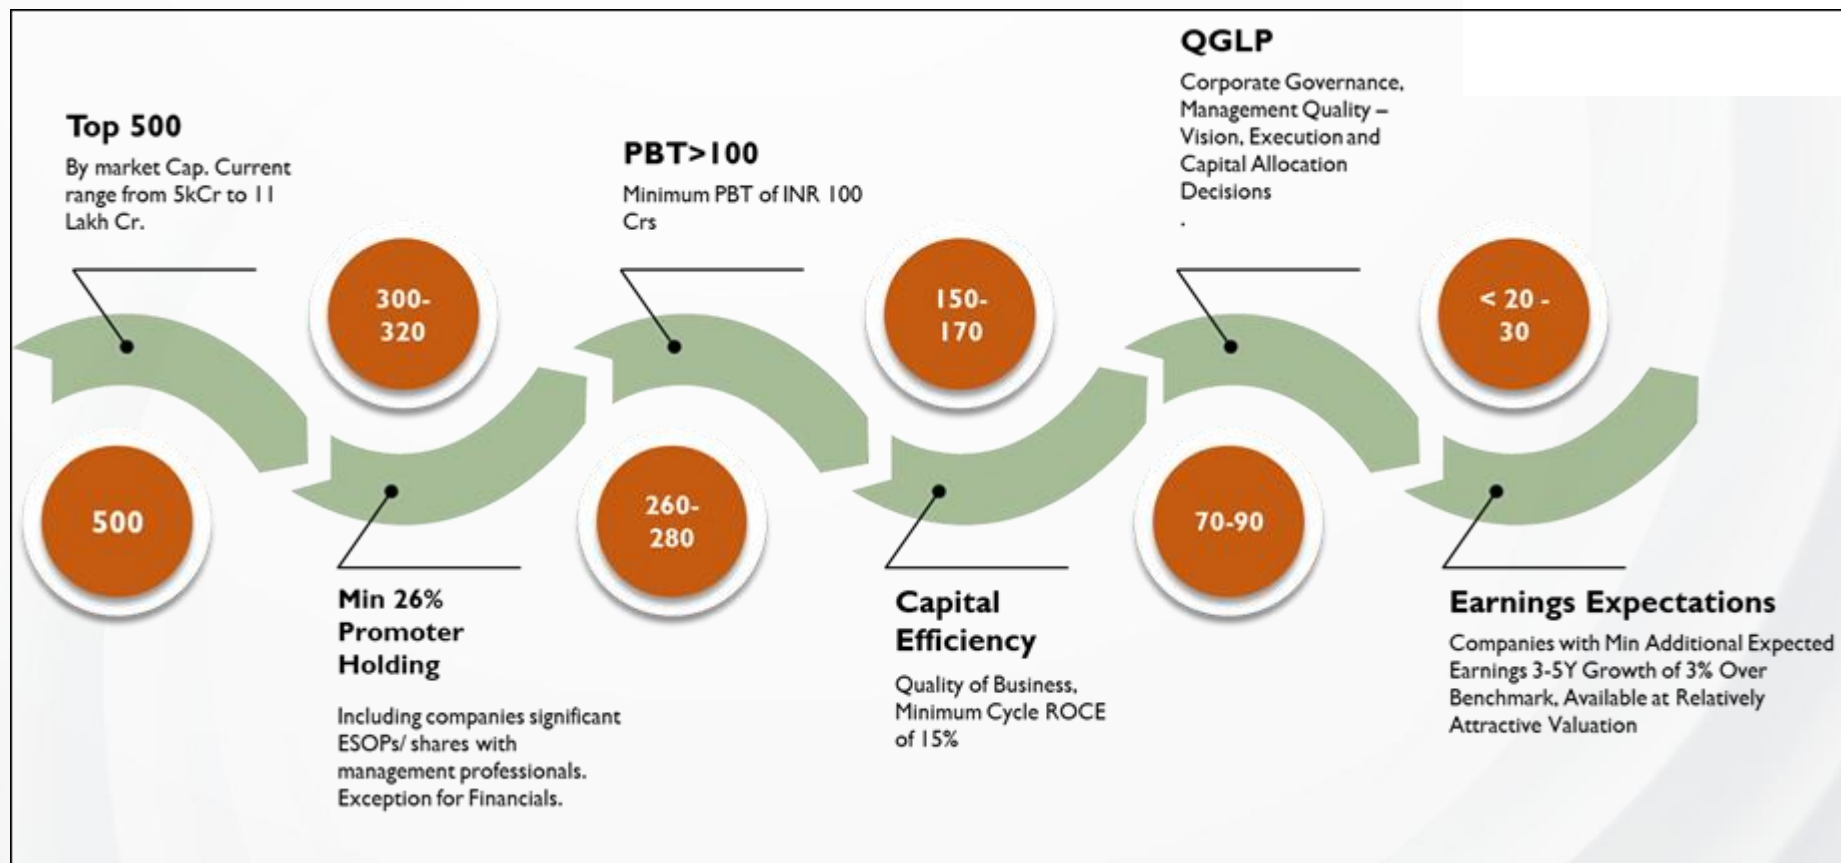 Top 500
By market Cap. Current
range from 5kCr to 11
Lakh Cr.
500
300-
320
Min 26%
Promoter
Holding
Including companies significant
ESOPs/ shares with
management professionals.
Exception for Financials.
PBT>100
Minimum PBT of INR 100
Crs
260-
280
150-
170
Capital
Efficiency
Quality of Business,
Minimum Cycle ROCE
of 15%
QGLP
Corporate Governance,
Management Quality –
Vision, Execution and
Capital Allocation
Decisions
.
70-90
< 20 -
30
Earnings Expectations
Companies with Min Additional Expected
Earnings 3-5Y Growth of 3% Over
Benchmark, Available at Relatively
Attractive Valuation